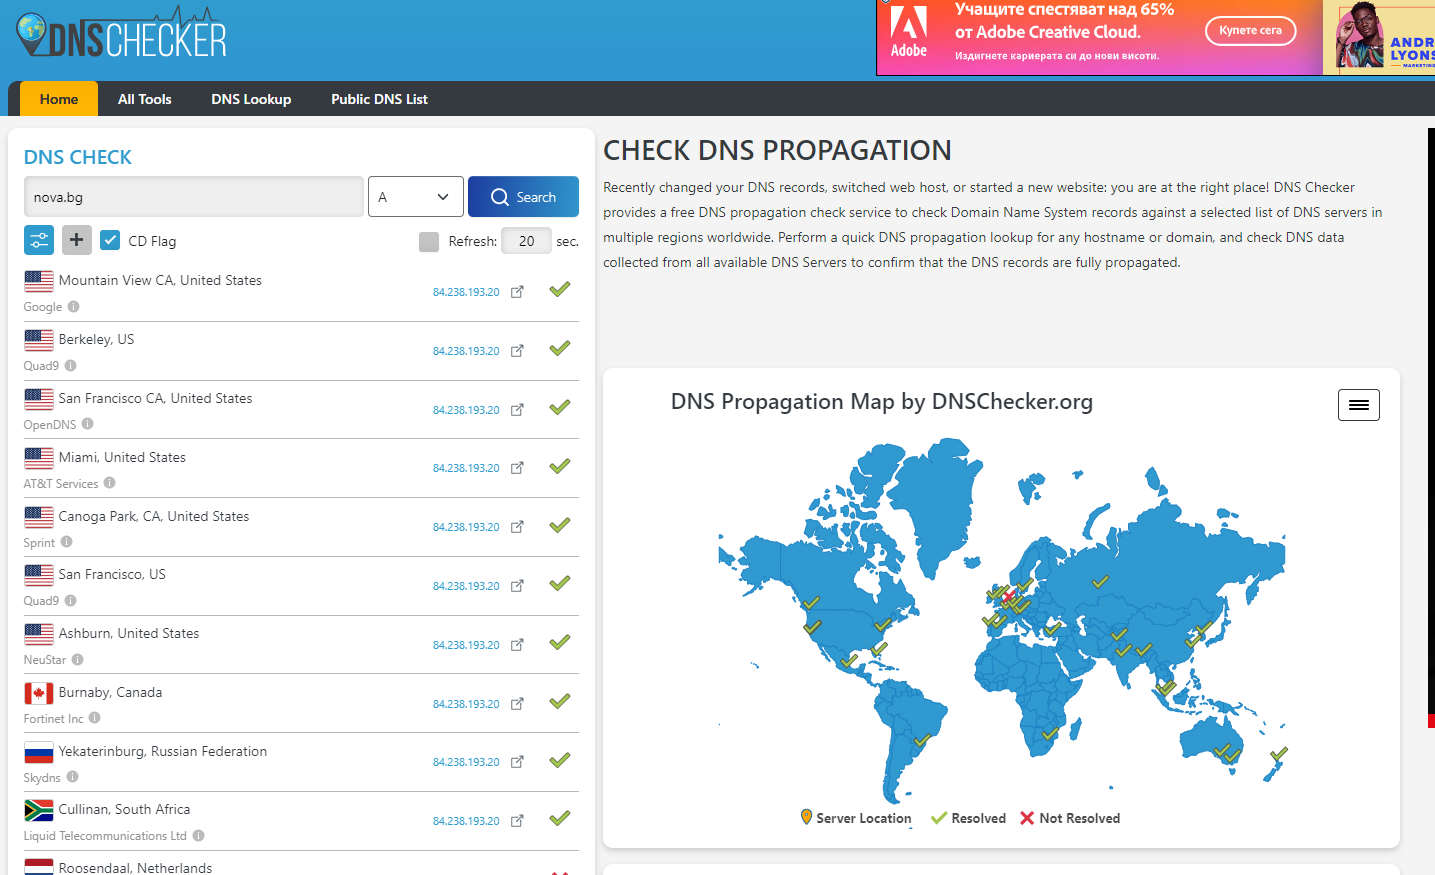 DNSCHECKER
Adobe
Учащите спестяват над 65%
от Adobe Creative Cloud.
Издигнете кариерата си до нови висоти.
Купете сега
ANDR
LYONS
MARKETING
Home
All Tools
DNS Lookup
Public DNS List
DNS CHECK
nova.bg
A
Search
CD Flag
Refresh: 20 sec.
Mountain View CA, United States
Google
84.238.193.20
Berkeley, US
Quad9
84.238.193.20
San Francisco CA, United States
OpenDNS
84.238.193.20
Miami, United States
AT&T Services
84.238.193.20
Canoga Park, CA, United States
Sprint
84.238.193.20
San Francisco, US
Quad9
84.238.193.20
Ashburn, United States
NeuStar
84.238.193.20
Burnaby, Canada
Fortinet Inc
84.238.193.20
Yekaterinburg, Russian Federation
Skydns
84.238.193.20
Cullinan, South Africa
Liquid Telecommunications Ltd
84.238.193.20
Roosendaal, Netherlands
CHECK DNS PROPAGATION
Recently changed your DNS records, switched web host, or started a new website: you are at the right place! DNS Checker
provides a free DNS propagation check service to check Domain Name System records against a selected list of DNS servers in
multiple regions worldwide. Perform a quick DNS propagation lookup for any hostname or domain, and check DNS data
collected from all available DNS Servers to confirm that the DNS records are fully propagated.
DNS Propagation Map by DNSChecker.org
Server Location
Resolved
Not Resolved